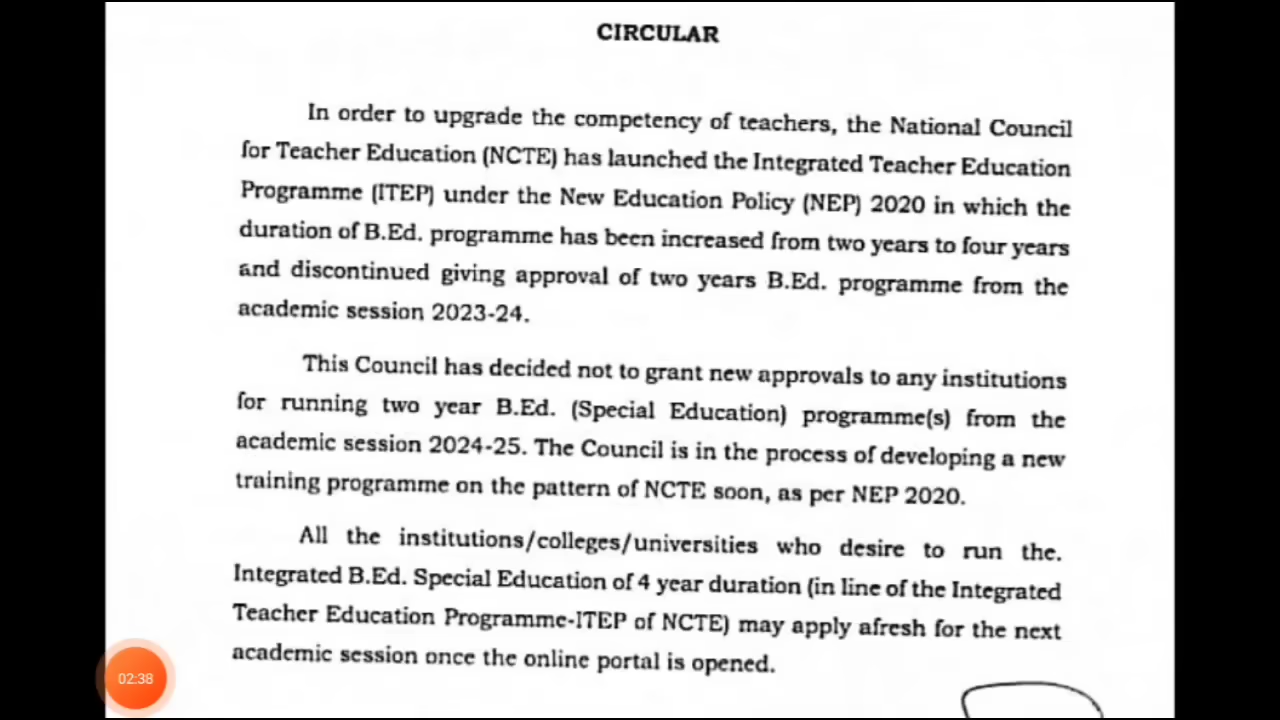 CIRCULAR
In order to upgrade the competency of teachers, the National Council
for Teacher Education (NCTE) has launched the Integrated Teacher Education
Programme (ITEP) under the New Education Policy (NEP) 2020 in which the
duration of B.Ed. programme has been increased from two years to four years
and discontinued giving approval of two years B.Ed. programme from the
academic session 2023-24.
This Council has decided not to grant new approvals to any institutions
for running two year B.Ed. (Special Education) programme(s) from the
academic session 2024-25. The Council is in the process of developing a new
training programme on the pattern of NCTE soon, as per NEP 2020.
All the institutions/colleges/universities who desire to run the.
Integrated B.Ed. Special Education of 4 year duration (in line of the Integrated
Teacher Education Programme-ITEP of NCTE) may apply afresh for the next
academic session once the online portal is opened.
02:38